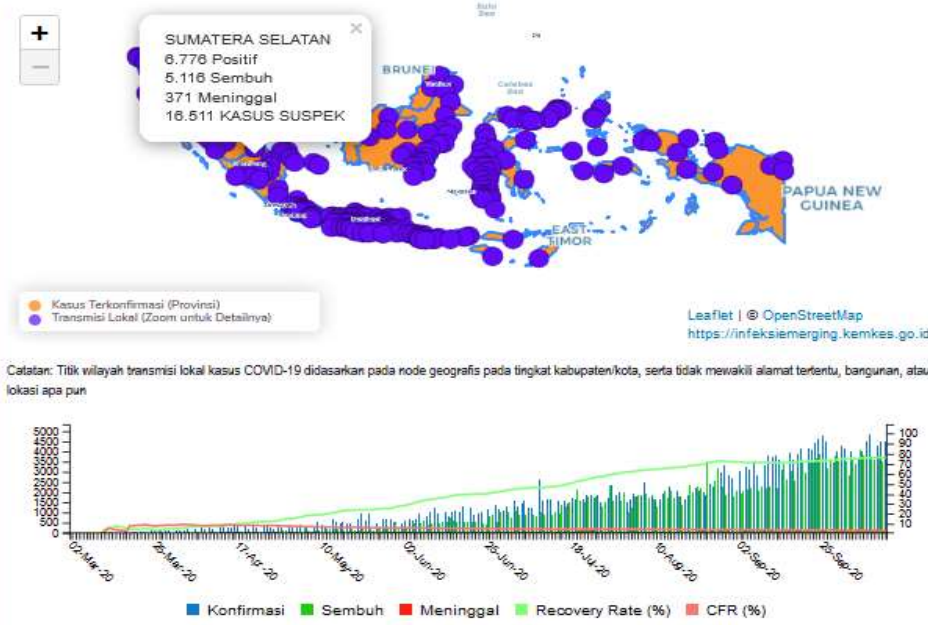 Sulu
Sea
+
−
×
SUMATERA SELATAN
6.776 Positif
5.116 Sembuh
371 Meninggal
16.511 KASUS SUSPEK
BRUNEI
Celebes
Sea
PAPUA NEW
GUINEA
EAST
TIMOR
Kasus Terkonfirmasi (Provinsi)
Transmisi Lokal (Zoom untuk Detailnya)
Leaflet | © OpenStreetMap
https://infeksiemerging.kemkes.go.id
Catatan: Titik wilayah transmisi lokal kasus COVID-19 didasarkan pada node geografis pada tingkat kabupaten/kota, serta tidak mewakili alamat tertentu, bangunan, atau
lokasi apa pun
5000
4500
4000
3500
3000
2500
2000
1500
1000
500
0
100
90
80
70
60
50
40
30
20
10
02-Mar-20
25-Mar-20
17-Apr-20
10-May-20
02-Jun-20
25-Jun-20
18-Jul-20
10-Aug-20
02-Sep-20
25-Sep-20
Konfirmasi Sembuh Meninggal Recovery Rate (%) CFR (%)